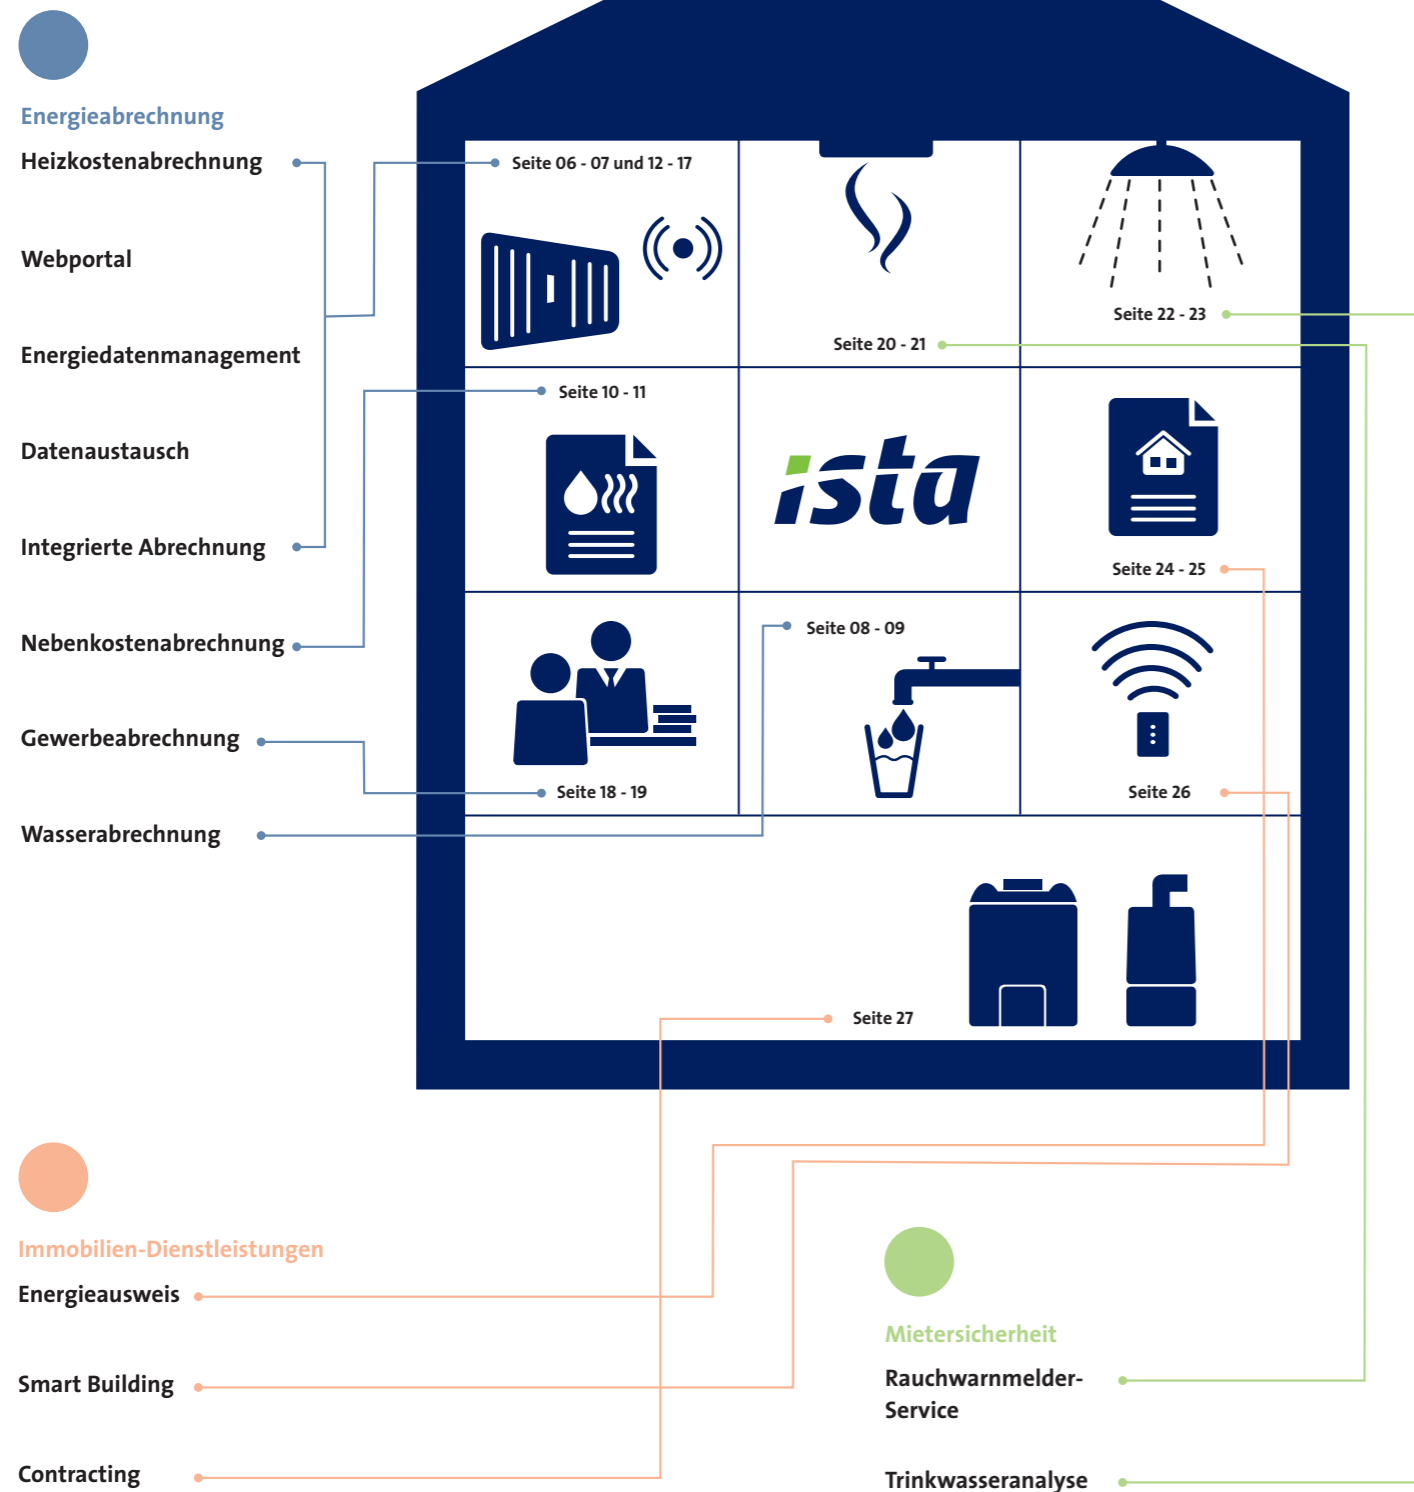 Energieabrechnung
Heizkostenabrechnung
Webportal
Energiedatenmanagement
Datenaustausch
Integrierte Abrechnung
Nebenkostenabrechnung
Gewerbeabrechnung
Wasserabrechnung
Seite 06 - 07 und 12 - 17
Seite 20 - 21
Seite 22 - 23
Seite 10 - 11
ista
Seite 24 - 25
Seite 18 - 19
Seite 08 - 09
Seite 26
Seite 27
Immobilien-Dienstleistungen
Energieausweis
Smart Building
Contracting
Mietersicherheit
Rauchwarnmelder-
Service
Trinkwasseranalyse